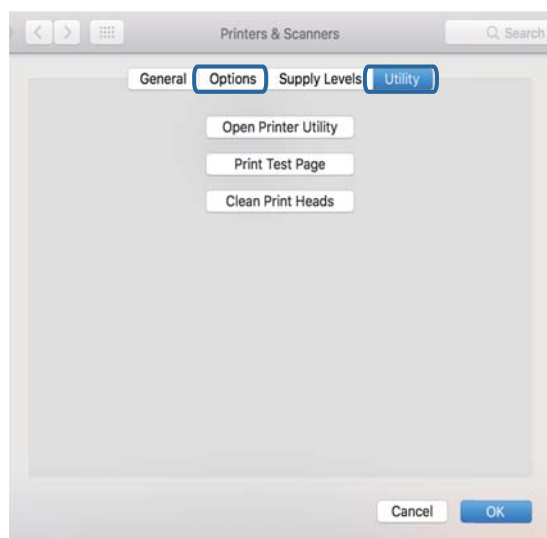 Printers & Scanners
Search
General Options Supply Levels Utility
Open Printer Utility
Print Test Page
Clean Print Heads
Cancel OK